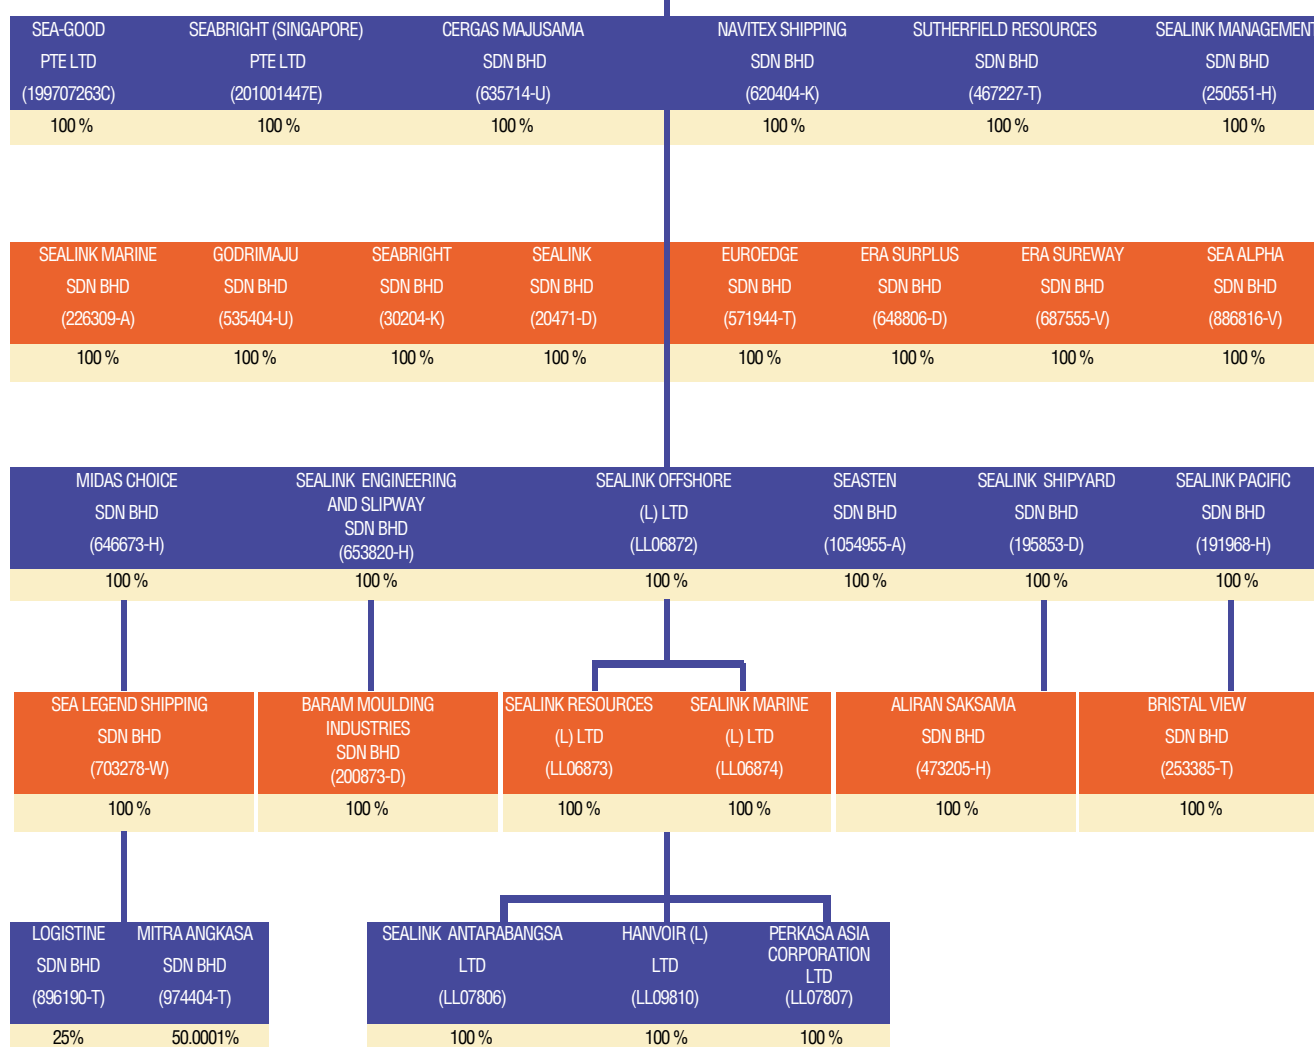 SEA-GOOD
PTE LTD
(199707263C)
100 %
SEABRIGHT (SINGAPORE)
PTE LTD
(201001447E)
100 %
CERGAS MAJUSAMA
SDN BHD
(635714-U)
100 %
NAVITEX SHIPPING
SDN BHD
(620404-K)
100 %
SUTHERFIELD RESOURCES
SDN BHD
(467227-T)
100 %
SEALINK MANAGEMENT
SDN BHD
(250551-H)
100 %
SEALINK MARINE
SDN BHD
(226309-A)
100 %
GODRIMAJU
SDN BHD
(535404-U)
100 %
SEABRIGHT
SDN BHD
(30204-K)
100 %
SEALINK
SDN BHD
(20471-D)
100 %
EUROEDGE
SDN BHD
(571944-T)
100 %
ERA SURPLUS
SDN BHD
(648806-D)
100 %
ERA SUREWAY
SDN BHD
(687555-V)
100 %
SEA ALPHA
SDN BHD
(886816-V)
100 %
MIDAS CHOICE
SDN BHD
(646673-H)
100 %
SEALINK ENGINEERING
AND SLIPWAY
SDN BHD
(653820-H)
100 %
SEALINK OFFSHORE
(L) LTD
(LL06872)
100 %
SEASTEN
SDN BHD
(1054955-A)
100 %
SEALINK SHIPYARD
SDN BHD
(195853-D)
100 %
SEALINK PACIFIC
SDN BHD
(191968-H)
100 %
SEA LEGEND SHIPPING
SDN BHD
(703278-W)
100 %
BARAM MOULDING
INDUSTRIES
SDN BHD
(200873-D)
100 %
SEALINK RESOURCES
(L) LTD
(LL06873)
100 %
SEALINK MARINE
(L) LTD
(LL06874)
100 %
ALIRAN SAKSAMA
SDN BHD
(473205-H)
100 %
BRISTAL VIEW
SDN BHD
(253385-T)
100 %
LOGISTINE
SDN BHD
(896190-T)
25%
MITRA ANGKASA
SDN BHD
(974404-T)
50.0001%
SEALINK ANTARABANGSA
LTD
(LL07806)
100 %
HANVOIR (L)
LTD
(LL09810)
100 %
PERKASA ASIA
CORPORATION
LTD
(LL07807)
100 %